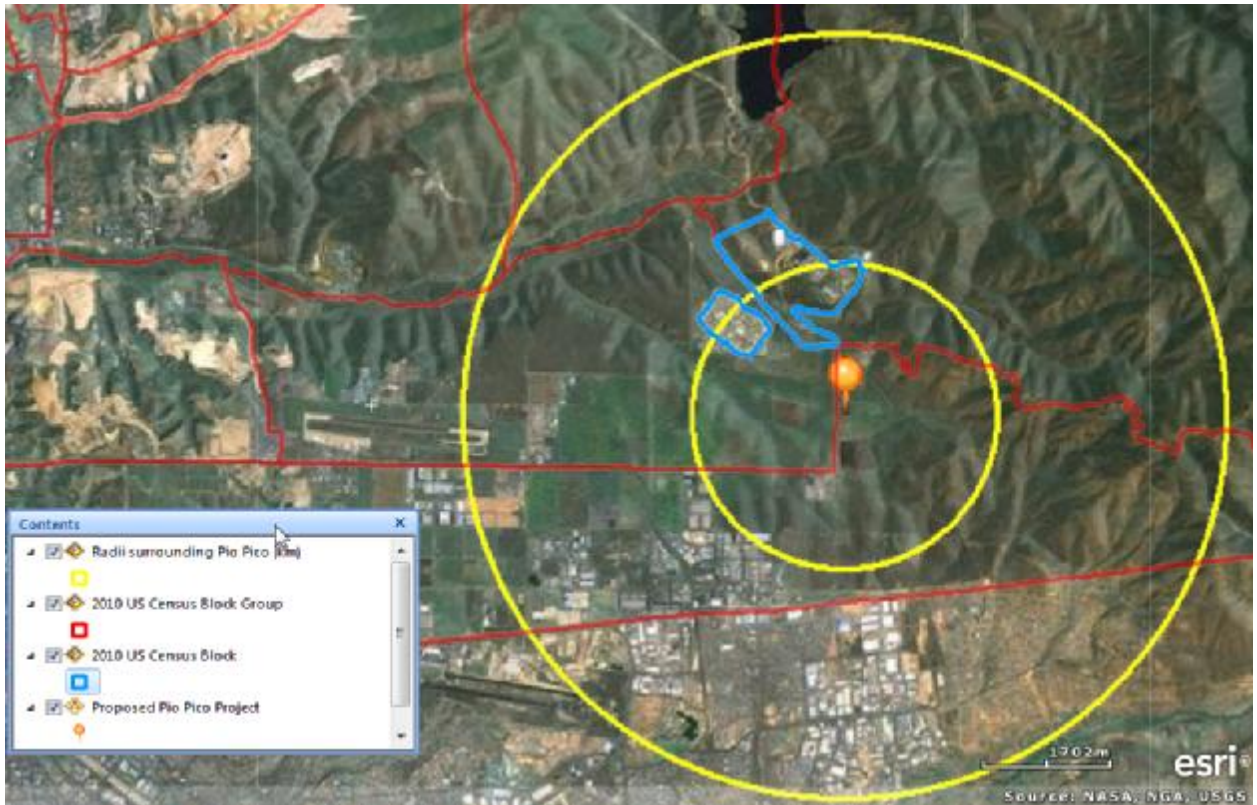 Contents
Radii surrounding Pio Pico (km)
2010 US Census Block Group
2010 US Census Block
Proposed Pio Pico Project
1702m
esri
Source: NASA, NGA, USGS